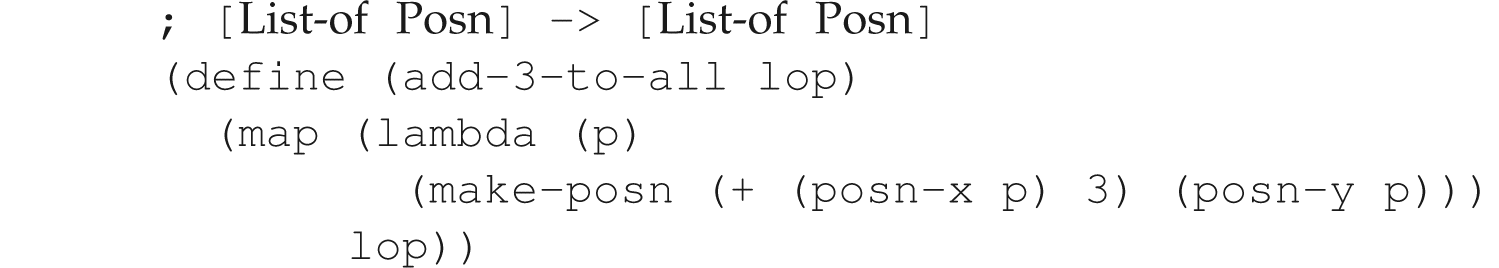 ; [List-of Posn] -> [List-of Posn]
(define (add-3-to-all lop)
  (map (lambda (p)
         (make-posn (+ (posn-x p) 3) (posn-y p)))
       lop))